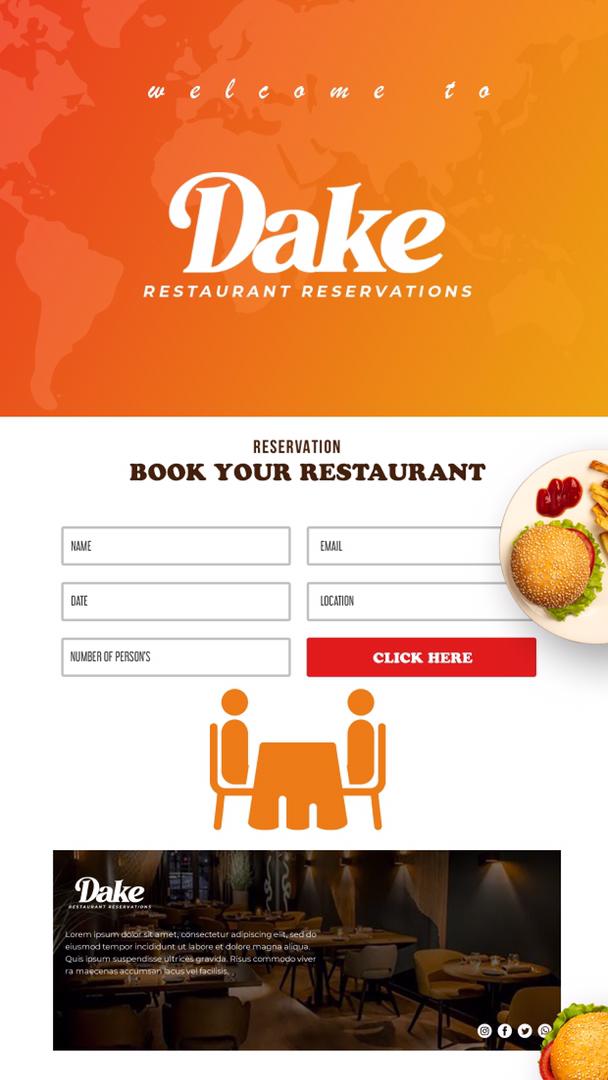 welcome to
Dake
RESTAURANT RESERVATIONS
RESERVATION
BOOK YOUR RESTAURANT
NAME
EMAIL
DATE
LOCATION
NUMBER OF PERSON'S
CLICK HERE
Dake
RESTAURANT RESERVATIONS
Lorem ipsum dolor sit amet, consectetur adipiscing elit, sed do
eiusmod tempor incididunt ut labore et dolore magna aliqua.
Quis ipsum suspendisse ultrices gravida. Risus commodo viver
ra maecenas accumsan lacus vel facilisis.